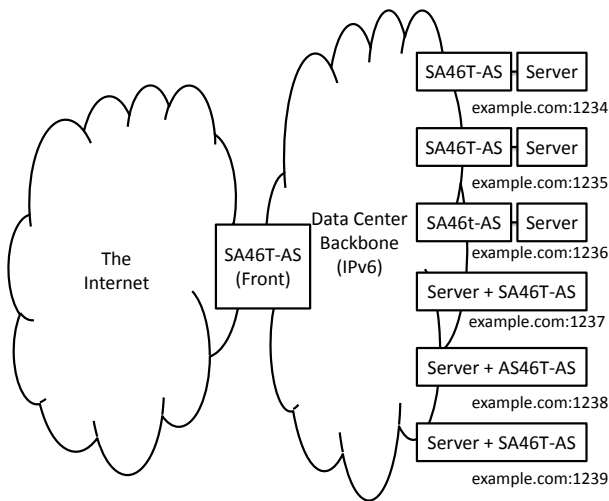 SA46T-AS Server
example.com:1234
SA46T-AS Server
example.com:1235
SA46t-AS Server
example.com:1236
The
Internet
SA46T-AS
(Front)
Data Center
Backbone
(IPv6)
Server + SA46T-AS
example.com:1237
Server + AS46T-AS
example.com:1238
Server + SA46T-AS
example.com:1239